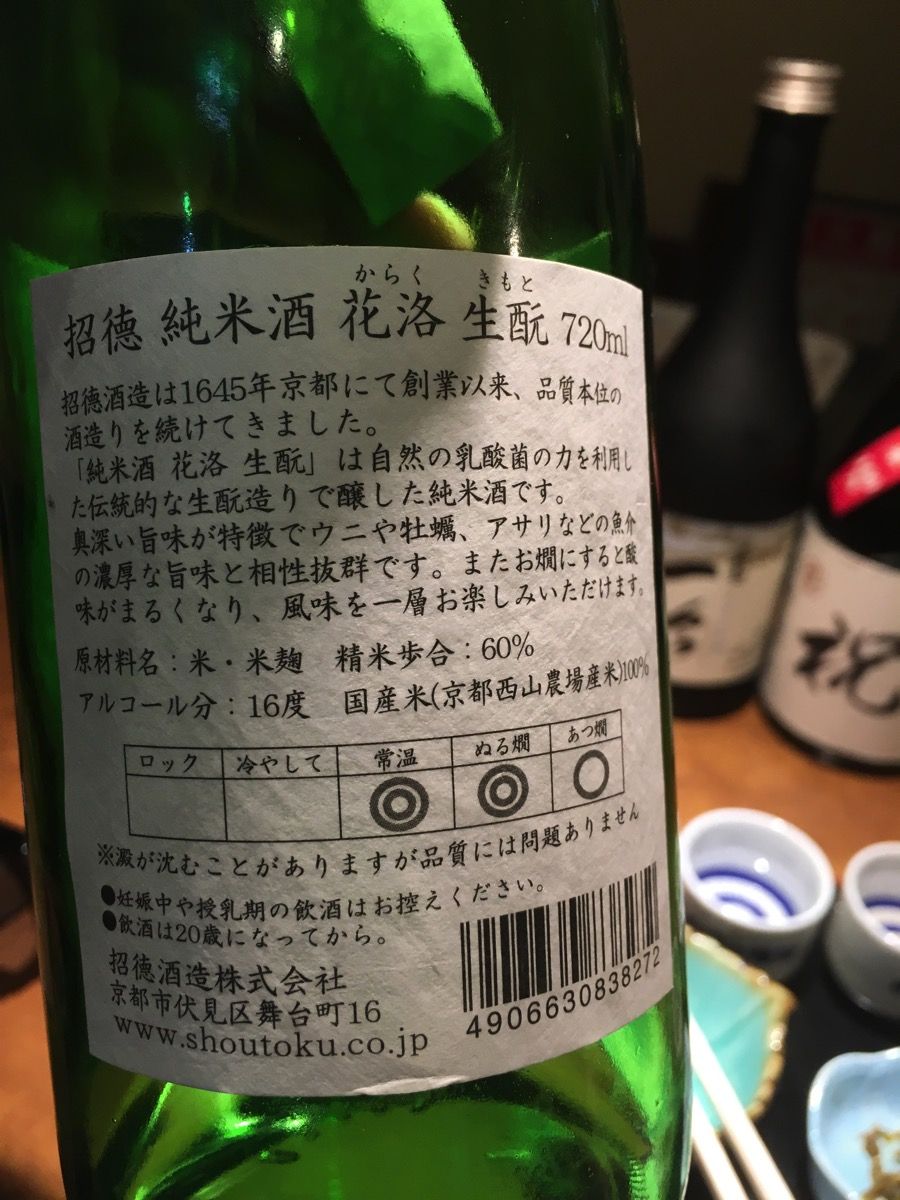 からく きもと
招德 純米酒 花洛 生酛 720ml
招德酒造は1645年京都にて創業以来、品質本位の
酒造りを続けてきました。
「純米酒 花洛 生酛」は自然の乳酸菌の力を利用し
た伝統的な生酛造りで醸した純米酒です。
奥深い旨味が特徴でウニや牡蠣、アサリなどの魚介
の濃厚な旨味と相性抜群です。またお燗にすると酸
味がまるくなり、風味を一層お楽しみいただけます。
原材料名：米・米麹 精米歩合：60%
アルコール分：16度 国産米(京都西山農場産米)100%
ロック 冷やして 常温 ぬる燗 あつ燗
◎ ◎ ○
※澱が沈むことがありますが品質には問題ありません
●妊娠中や授乳期の飲酒はお控えください。
●飲酒は20歳になってから。
招德酒造株式会社
京都市伏見区舞台町16
www.shoutoku.co.jp
4906630838272
祝